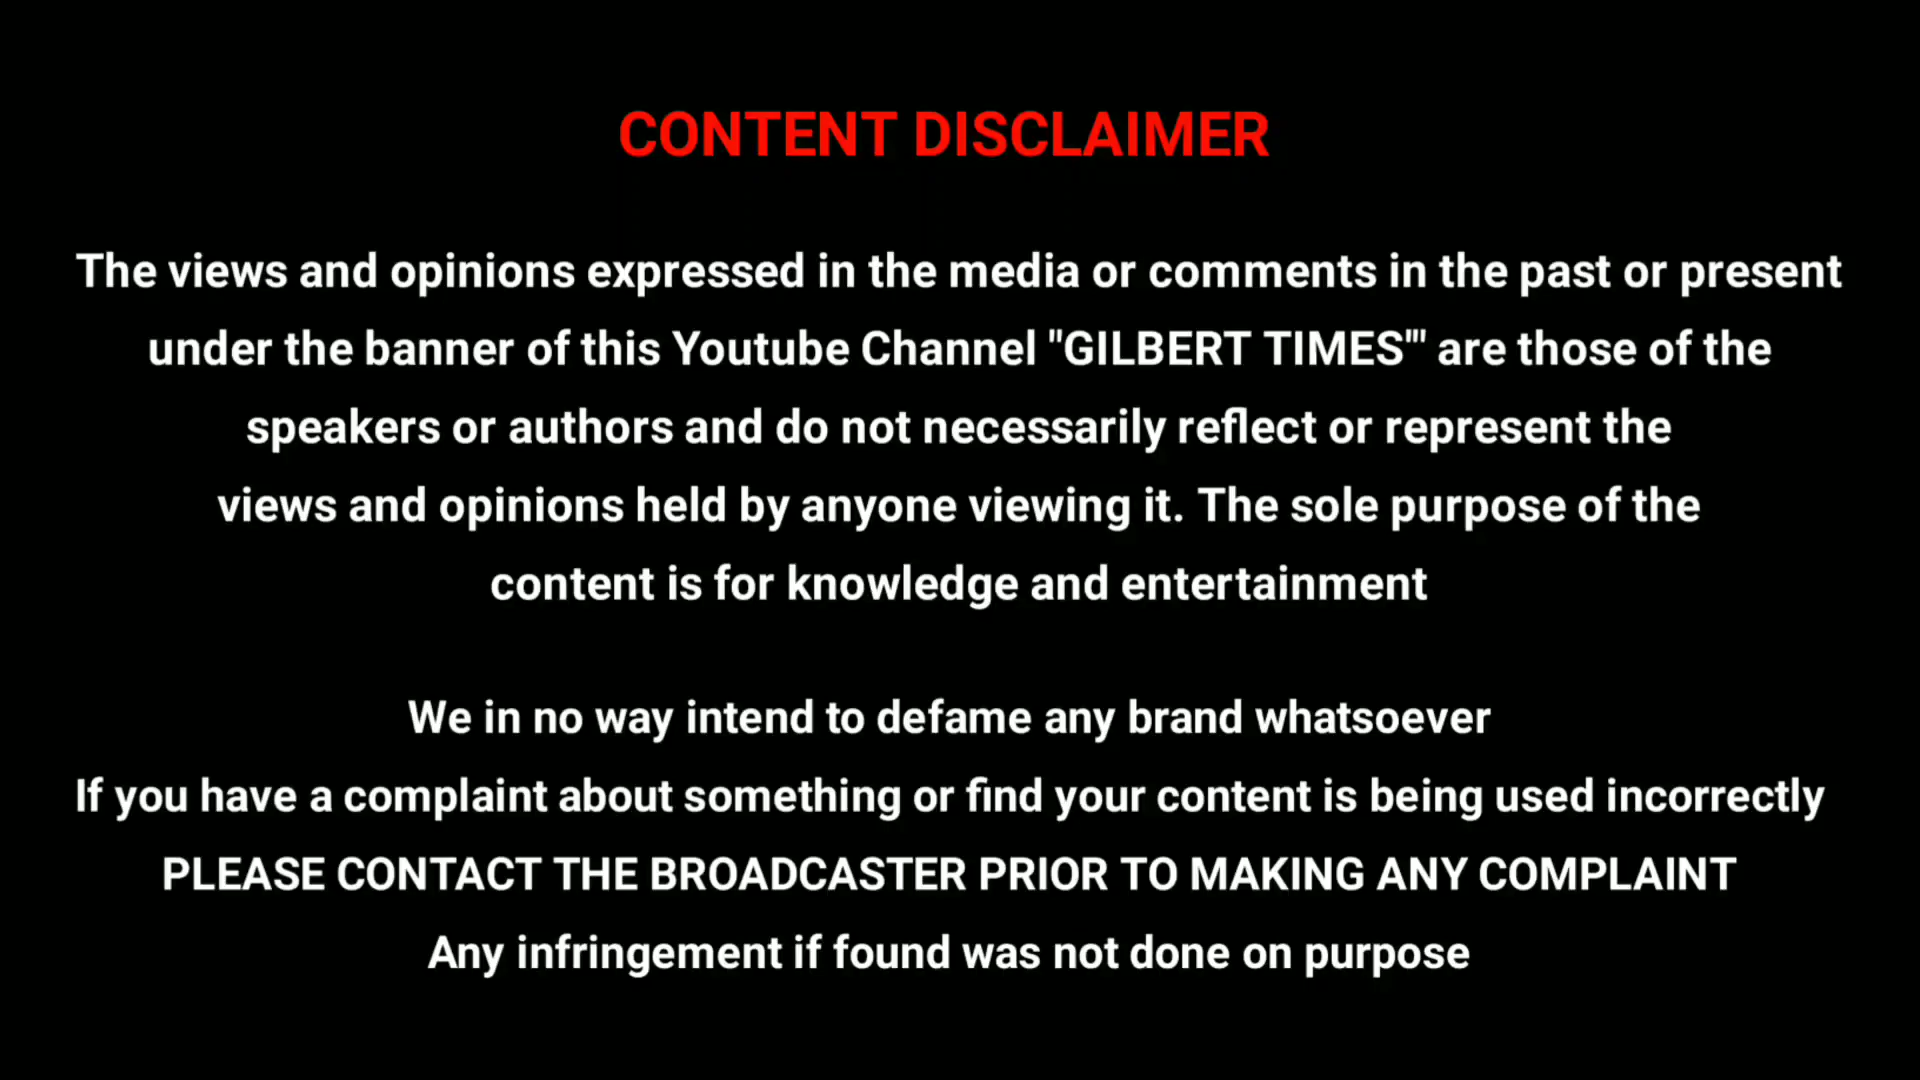 CONTENT DISCLAIMER
The views and opinions expressed in the media or comments in the past or present
under the banner of this Youtube Channel "GILBERT TIMES"' are those of the
speakers or authors and do not necessarily reflect or represent the
views and opinions held by anyone viewing it. The sole purpose of the
content is for knowledge and entertainment
We in no way intend to defame any brand whatsoever
If you have a complaint about something or find your content is being used incorrectly
PLEASE CONTACT THE BROADCASTER PRIOR TO MAKING ANY COMPLAINT
Any infringement if found was not done on purpose